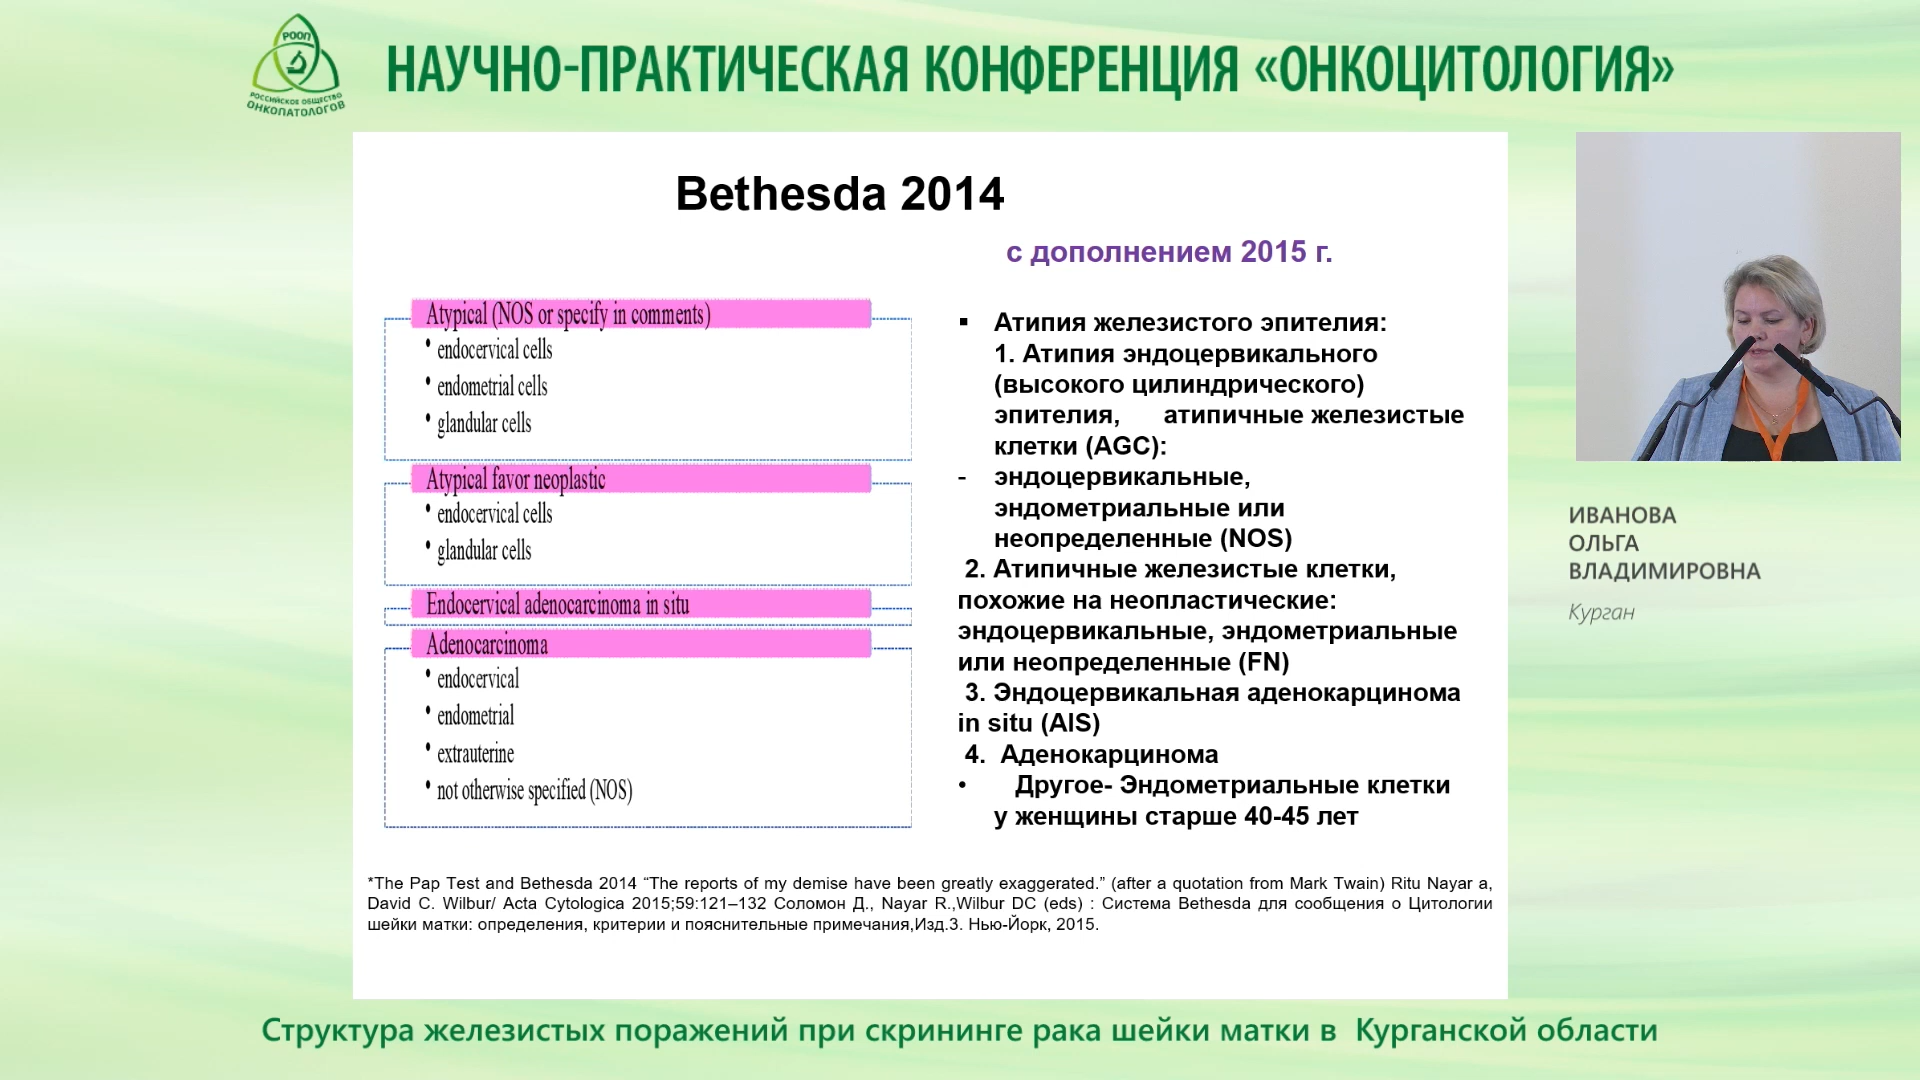 РООП
РОССИЙСКОЕ ОБЩЕСТВО
ОНКОПАТОЛОГОВ
НАУЧНО-ПРАКТИЧЕСКАЯ КОНФЕРЕНЦИЯ «ОНКОЦИТОЛОГИЯ»
Bethesda 2014
с дополнением 2015 г.
Atypical (NOS or specify in comments)
• endocervical cells
• endometrial cells
• glandular cells
Atypical favor neoplastic
• endocervical cells
• glandular cells
Endocervical adenocarcinoma in situ
Adenocarcinoma
• endocervical
• endometrial
• extrauterine
• not otherwise specified (NOS)
▪ Атипия железистого эпителия:
1. Атипия эндоцервикального
(высокого цилиндрического)
эпителия, атипичные железистые
клетки (AGC):
- эндоцервикальные,
эндометриальные или
неопределенные (NOS)
2. Атипичные железистые клетки,
похожие на неопластические:
эндоцервикальные, эндометриальные
или неопределенные (FN)
3. Эндоцервикальная аденокарцинома
in situ (AIS)
4. Аденокарцинома
• Другое- Эндометриальные клетки
у женщины старше 40-45 лет
*The Pap Test and Bethesda 2014 “The reports of my demise have been greatly exaggerated.” (after a quotation from Mark Twain) Ritu Nayar a,
David C. Wilbur/ Acta Cytologica 2015;59:121–132 Соломон Д., Nayar R.,Wilbur DC (eds) : Система Bethesda для сообщения о Цитологии
шейки матки: определения, критерии и пояснительные примечания,Изд.3. Нью-Йорк, 2015.
ИВАНОВА
ОЛЬГА
ВЛАДИМИРОВНА
Курган
Структура железистых поражений при скрининге рака шейки матки в Курганской области